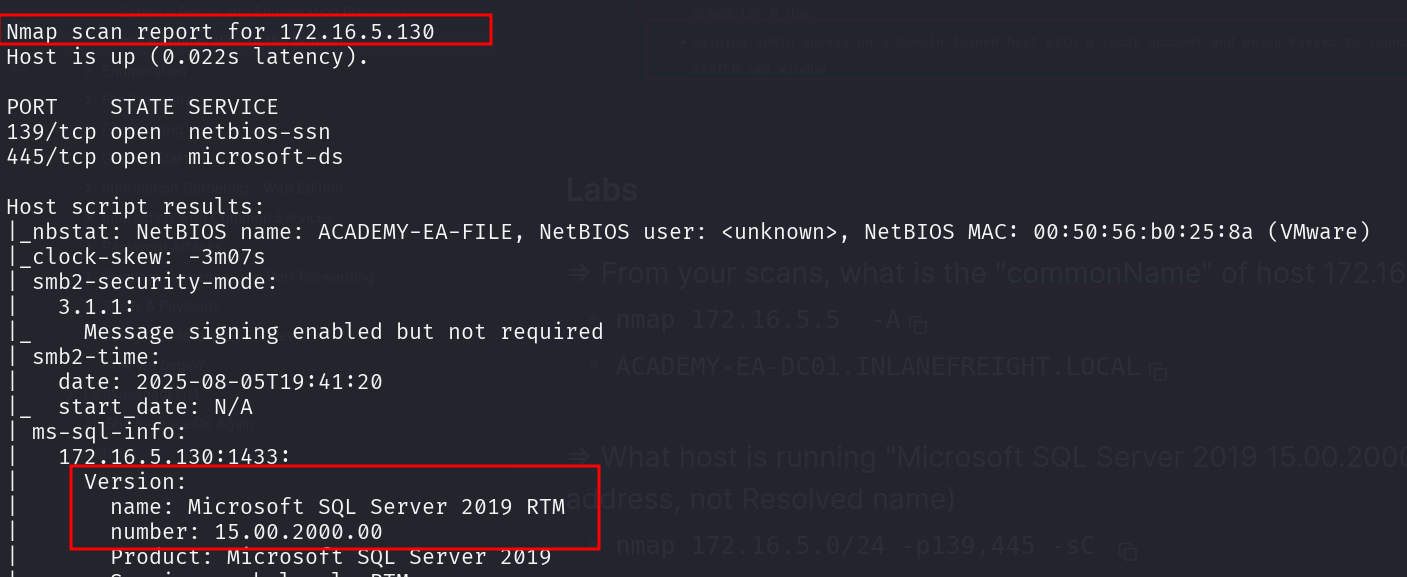 Nmap scan report for 172.16.5.130
Host is up (0.022s latency).
PORT    STATE SERVICE
139/tcp open  netbios-ssn
445/tcp open  microsoft-ds
Host script results:
|_nbstat: NetBIOS name: ACADEMY-EA-FILE, NetBIOS user: <unknown>, NetBIOS MAC: 00:50:56:b0:25:8a (VMware)
|_clock-skew: -3m07s
| smb2-security-mode:
|   3.1.1:
|_    Message signing enabled but not required
| smb2-time:
|   date: 2025-08-05T19:41:20
|_  start_date: N/A
| ms-sql-info:
|   172.16.5.130:1433:
|     Version:
|       name: Microsoft SQL Server 2019 RTM
|       number: 15.00.2000.00
|       Product: Microsoft SQL Server 2019
Labs
⇒ From your scans, what is the "commonName" of host 172.16
nmap 172.16.5.5  -A
ACADEMY-EA-DC01.INLANEFREIGHT.LOCAL
⇒ What host is running "Microsoft SQL Server 2019 15.00.200
address, not Resolved name)
nmap 172.16.5.0/24 -p139,445 -sC